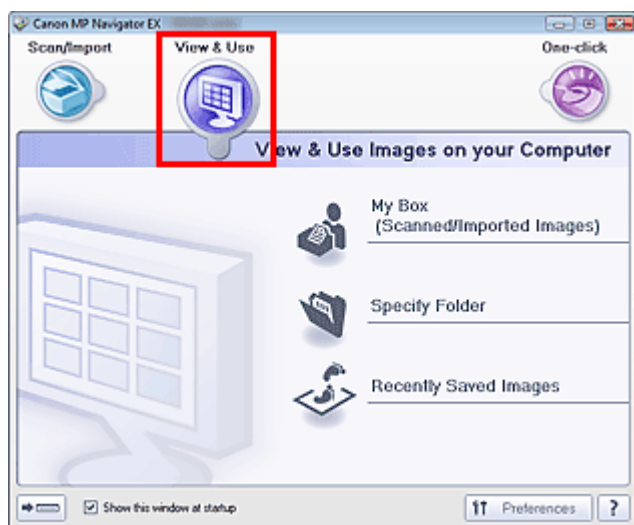 Canon MP Navigator EX
Scan/Import
View & Use
One-click
View & Use Images on your Computer
My Box
(Scanned/Imported Images)
Specify Folder
Recently Saved Images
Show this window at startup
Preferences
?